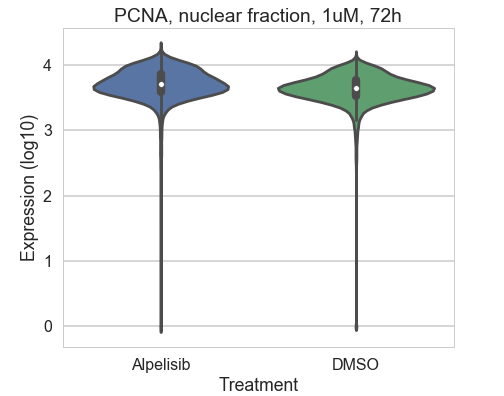 PCNA, nuclear fraction, 1uM, 72h
Expression (log10)
4
3
2
1
0
Alpelisib DMSO
Treatment